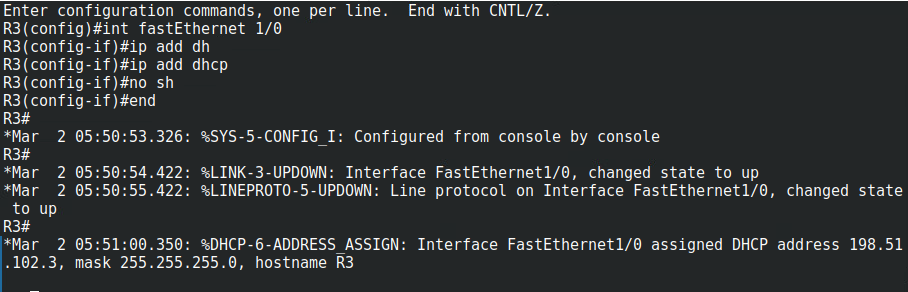 Enter configuration commands, one per line.  End with CNTL/Z.
R3(config)#int fastEthernet 1/0
R3(config-if)#ip add dh
R3(config-if)#ip add dhcp
R3(config-if)#no sh
R3(config-if)#end
R3#
*Mar  2 05:50:53.326: %SYS-5-CONFIG_I: Configured from console by console
R3#
*Mar  2 05:50:54.422: %LINK-3-UPDOWN: Interface FastEthernet1/0, changed state to up
*Mar  2 05:50:55.422: %LINEPROTO-5-UPDOWN: Line protocol on Interface FastEthernet1/0, changed state
 to up
R3#
*Mar  2 05:51:00.350: %DHCP-6-ADDRESS_ASSIGN: Interface FastEthernet1/0 assigned DHCP address 198.51
.102.3, mask 255.255.255.0, hostname R3